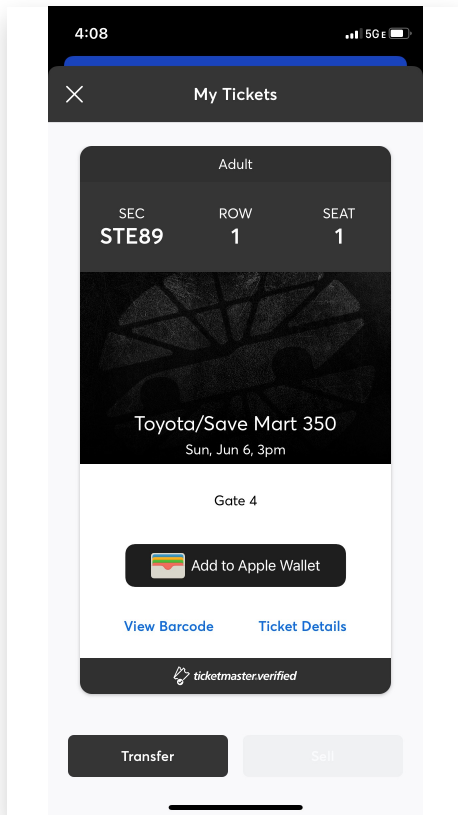 4:08
5GE
My Tickets
Adult
SEC ROW SEAT
STE89 1 1
Toyota/Save Mart 350
Sun, Jun 6, 3pm
Gate 4
Add to Apple Wallet
View Barcode Ticket Details
ticketmaster.verified
Transfer Sell